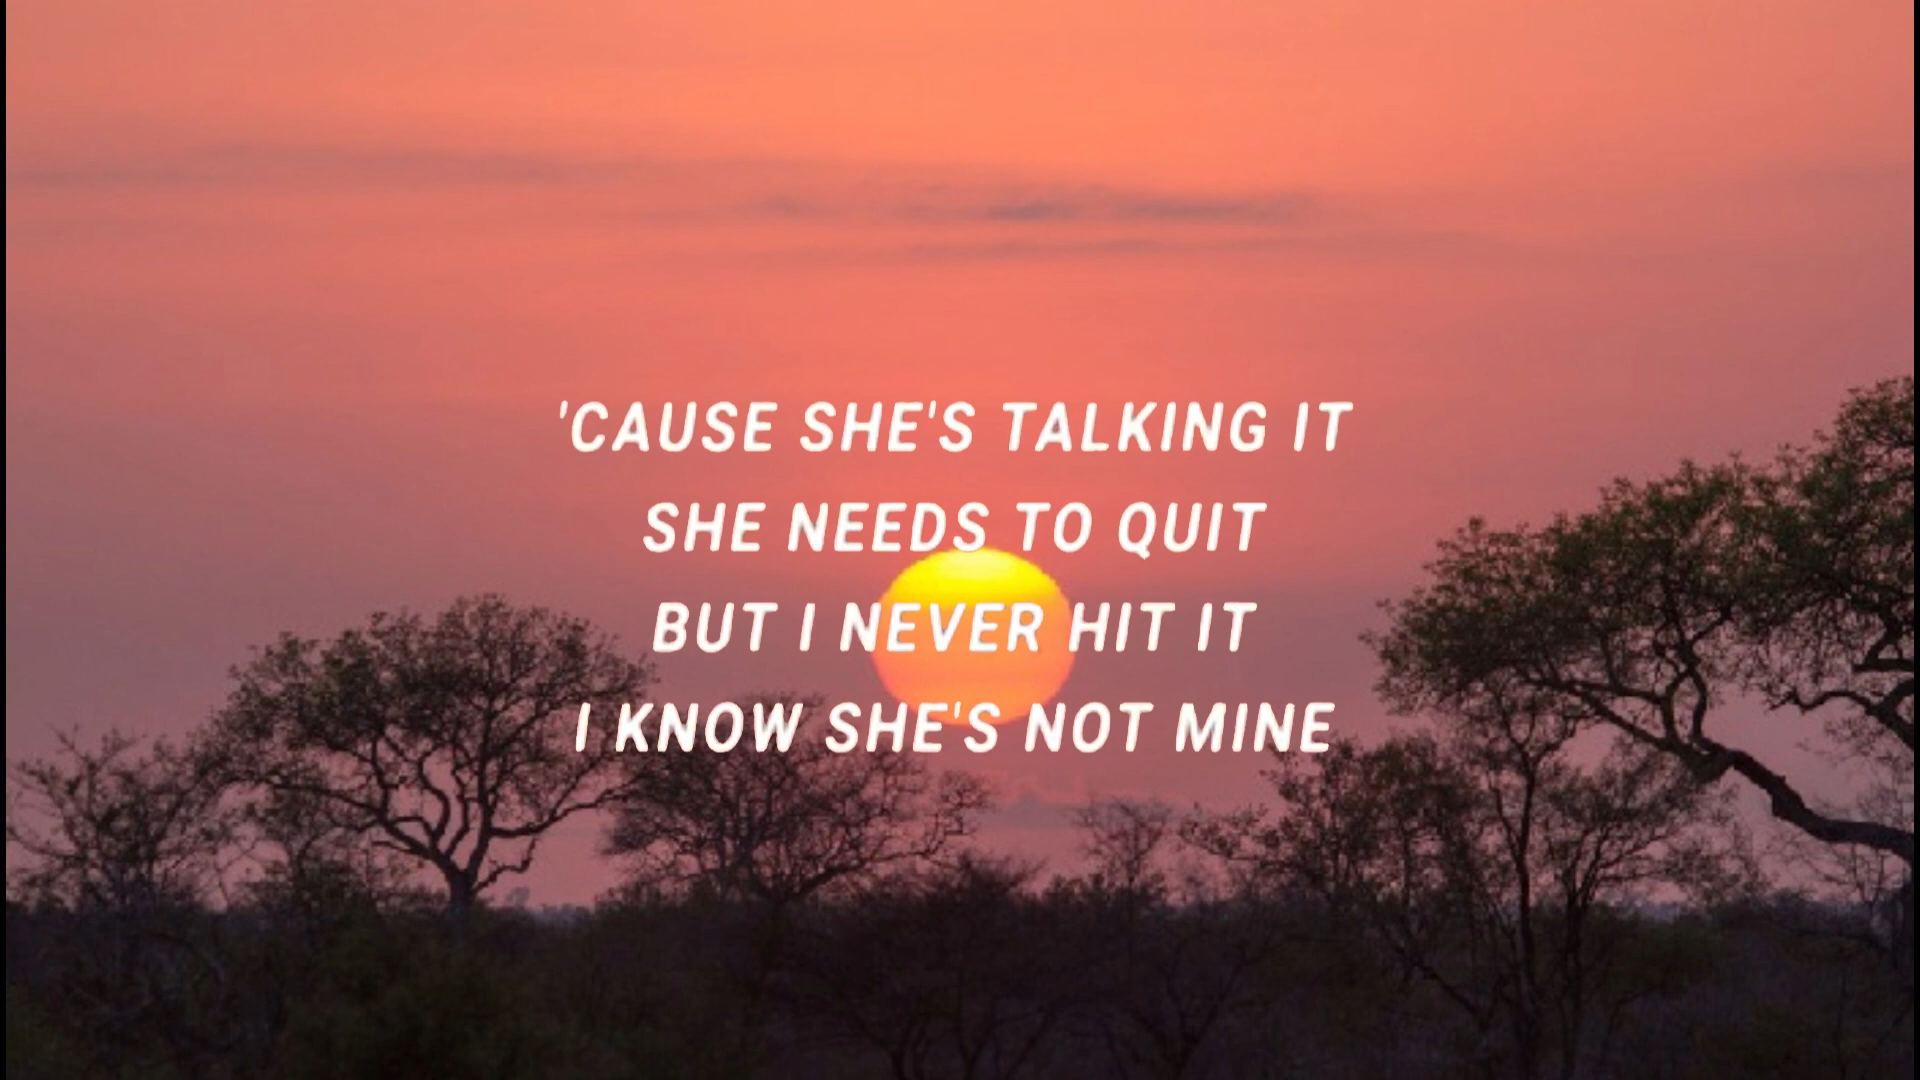 'CAUSE SHE'S TALKING IT
SHE NEEDS TO QUIT
BUT I NEVER HIT IT
I KNOW SHE'S NOT MINE